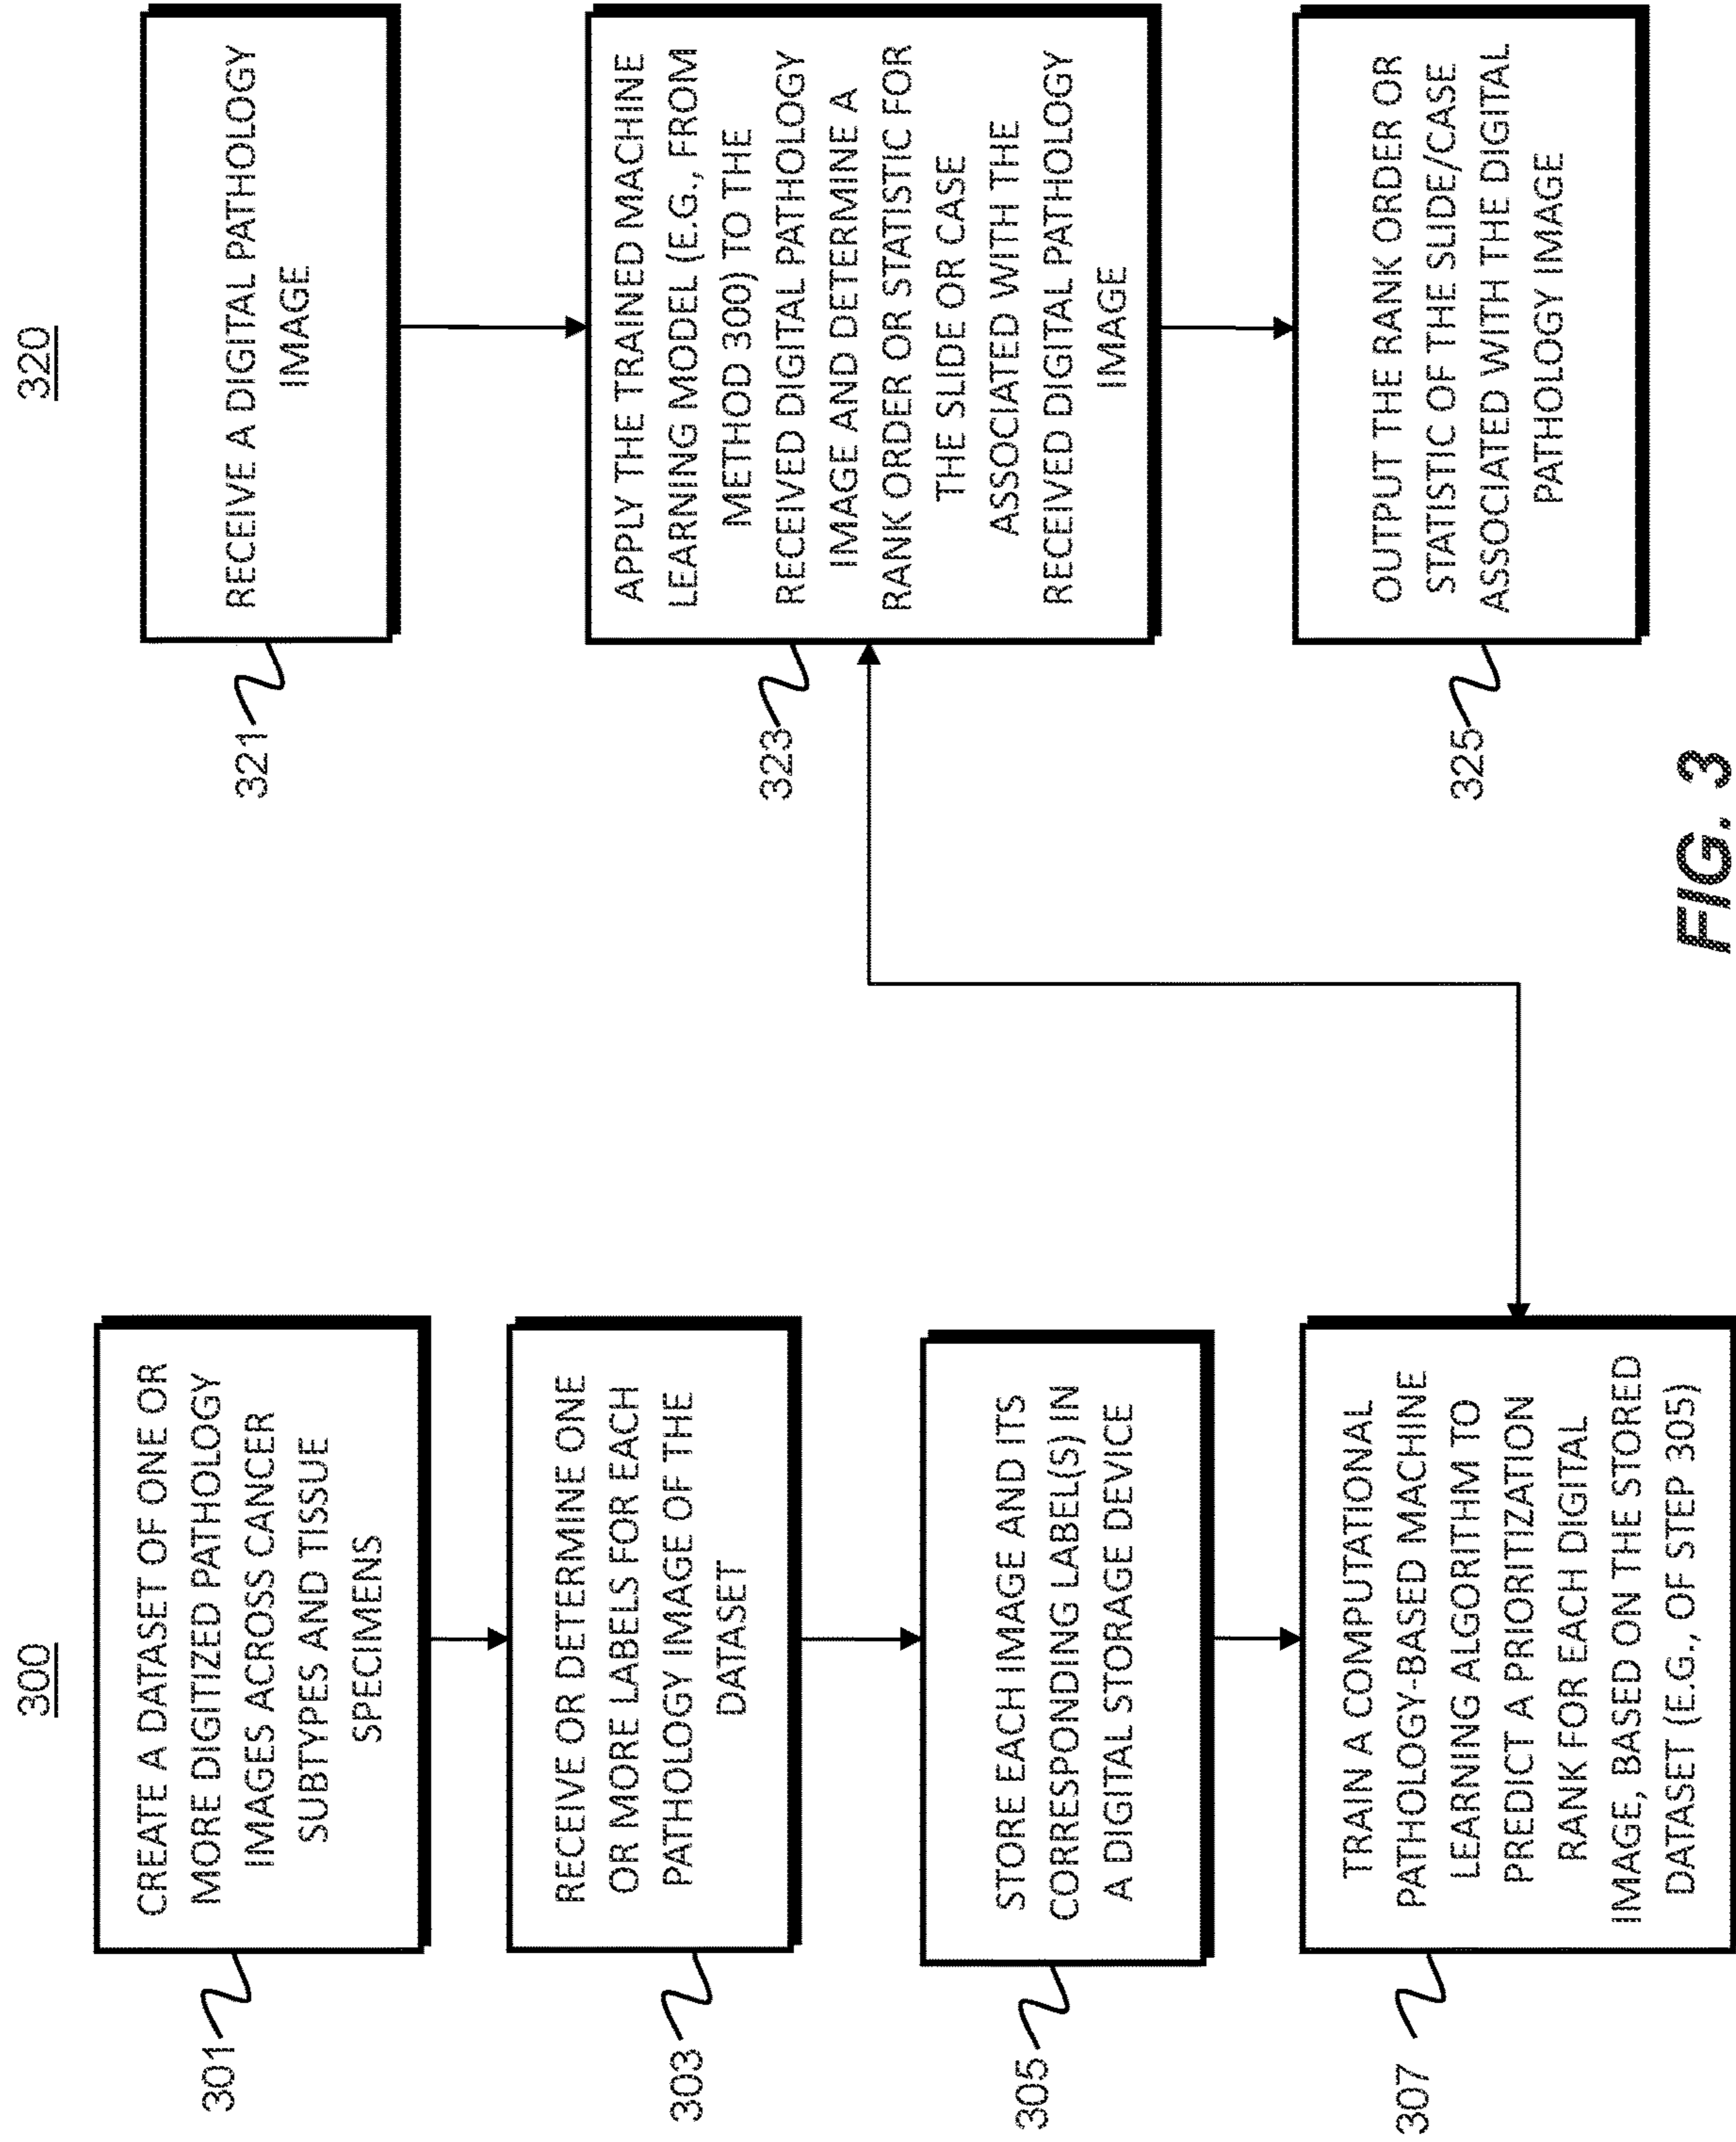 300
301
CREATE A DATASET OF ONE OR
MORE DIGITIZED PATHOLOGY
IMAGES ACROSS CANCER
SUBTYPES AND TISSUE
SPECIMENS
303
RECEIVE OR DETERMINE ONE
OR MORE LABELS FOR EACH
PATHOLOGY IMAGE OF THE
DATASET
305
STORE EACH IMAGE AND ITS
CORRESPONDING LABEL(S) IN
A DIGITAL STORAGE DEVICE
307
TRAIN A COMPUTATIONAL
PATHOLOGY-BASED MACHINE
LEARNING ALGORITHM TO
PREDICT A PRIORITIZATION
RANK FOR EACH DIGITAL
IMAGE, BASED ON THE STORED
DATASET (E.G., OF STEP 305)
320
321
RECEIVE A DIGITAL PATHOLOGY
IMAGE
323
APPLY THE TRAINED MACHINE
LEARNING MODEL (E.G., FROM
METHOD 300) TO THE
RECEIVED DIGITAL PATHOLOGY
IMAGE AND DETERMINE A
RANK ORDER OR STATISTIC FOR
THE SLIDE OR CASE
ASSOCIATED WITH THE
RECEIVED DIGITAL PATHOLOGY
IMAGE
325
OUTPUT THE RANK ORDER OR
STATISTIC OF THE SLIDE/CASE
ASSOCIATED WITH THE DIGITAL
PATHOLOGY IMAGE
FIG. 3